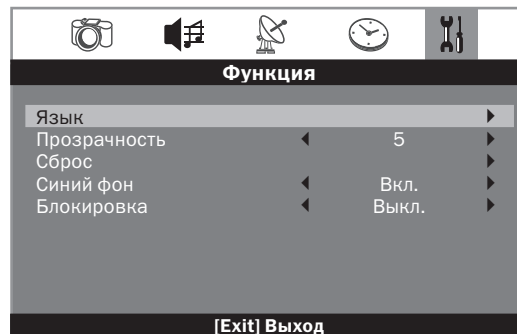 Функция
Язык
Прозрачность 5
Сброс
Синий фон Вкл.
Блокировка Выкл.
[Exit] Выход